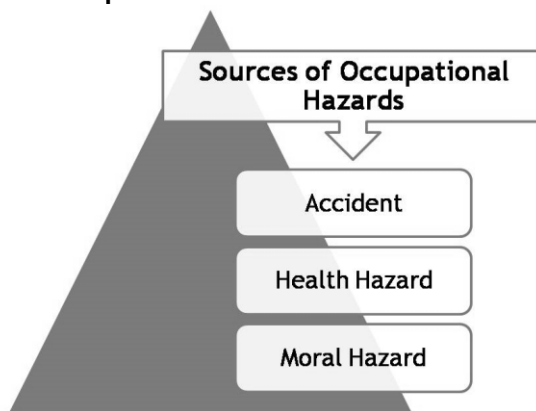 Sources of Occupational
Hazards
Accident
Health Hazard
Moral Hazard